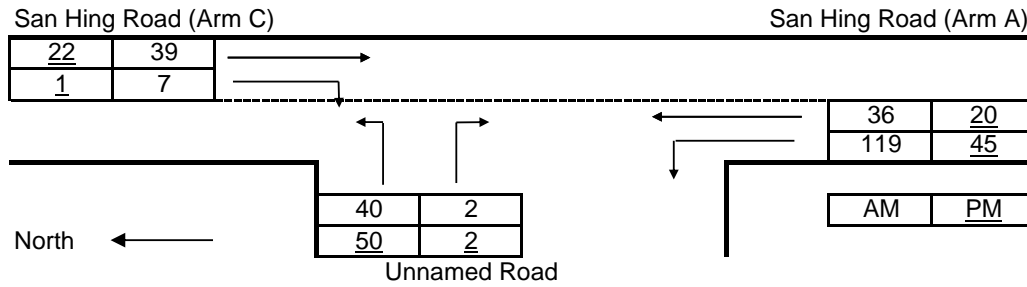 San Hing Road (Arm C) San Hing Road (Arm A)
22 39
1 7
36 20
119 45
40 2
AM PM
50 2
North
Unnamed Road